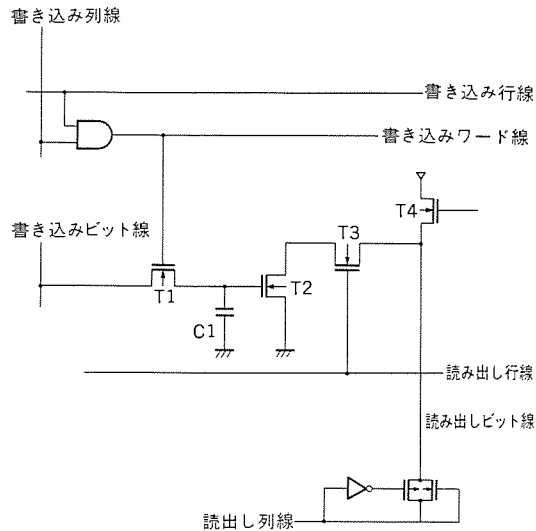 書き込み列線
書き込み行線
書き込みワード線
T4
書き込みビット線
T3
T1
T2
C1
読み出し行線
読み出しビット線
読出し列線